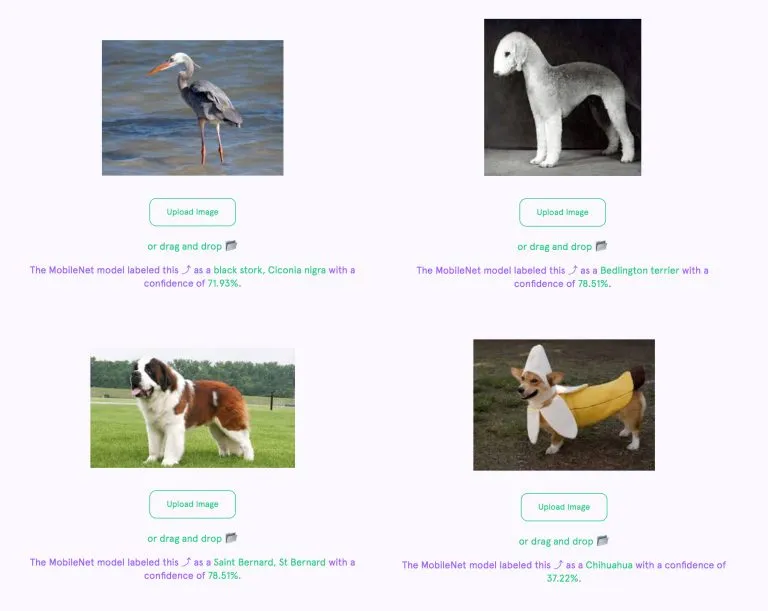 Upload Image
or drag and drop 📂
The MobileNet model labeled this ⤴ as a black stork, Ciconia nigra with a
confidence of 71.93%.
Upload Image
or drag and drop 📂
The MobileNet model labeled this ⤴ as a Bedlington terrier with a
confidence of 78.51%.
Upload Image
or drag and drop 📂
The MobileNet model labeled this ⤴ as a Saint Bernard, St Bernard with a
confidence of 78.51%.
Upload Image
or drag and drop 📂
The MobileNet model labeled this ⤴ as a Chihuahua with a confidence of
37.22%.